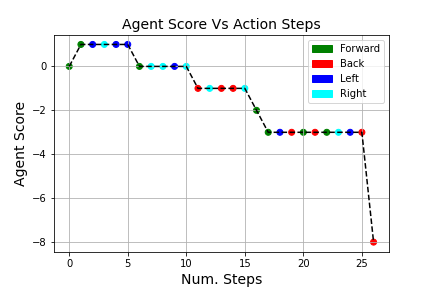 Agent Score Vs Action Steps
Agent Score
0
−2
−4
−6
−8
Forward
Back
Left
Right
0 5 10 15 20 25
Num. Steps